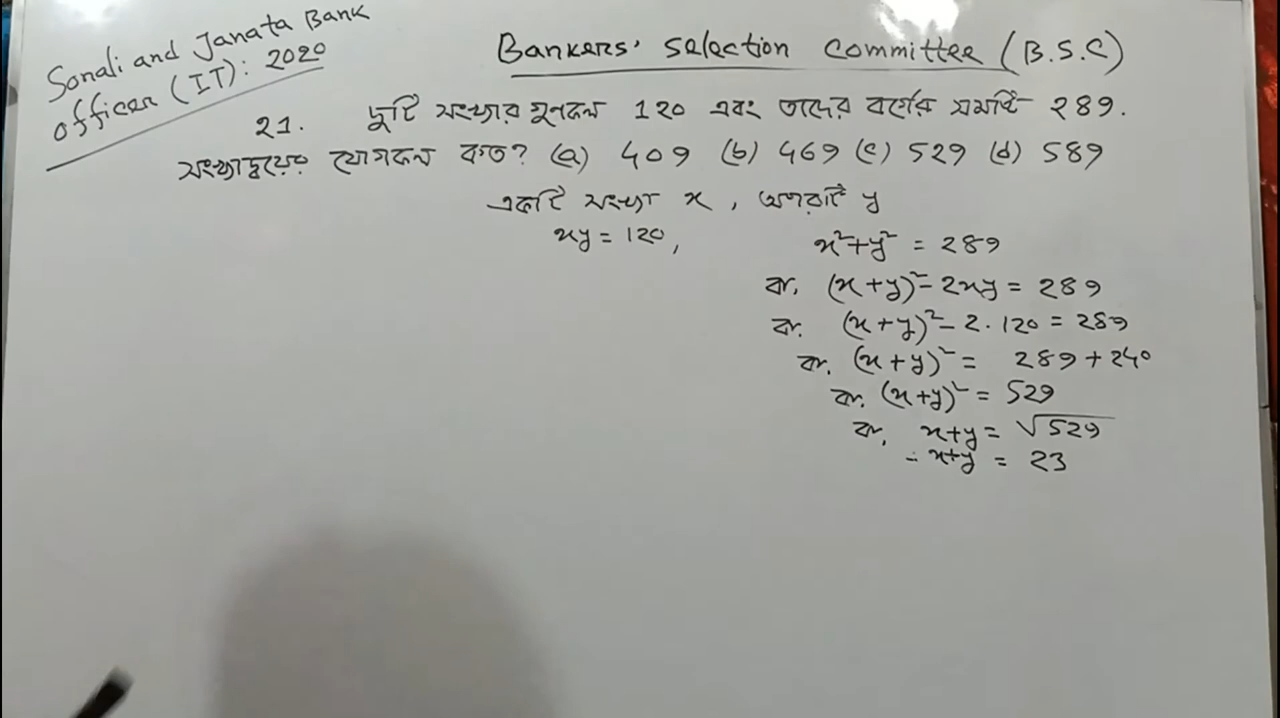 Sonali and Janata Bank
officer (IT): 2020
Bankers' selection committee (B.S.C)
21. দুটি সংখ্যার গুনফল 120 এবং তাদের বর্গের সমষ্টি 289.
সংখ্যাদ্বয়ের যোগফল কত? (a) 409 (b) 469 (c) 529 (d) 589
একটি সংখ্যা x, অপরটি y
xy = 120, x² + y² = 289
বা, (x + y)² - 2xy = 289
বা, (x + y)² - 2 . 120 = 289
বা, (x + y)² = 289 + 240
বা, (x + y)² = 529
বা, x + y = √529
∴ x + y = 23